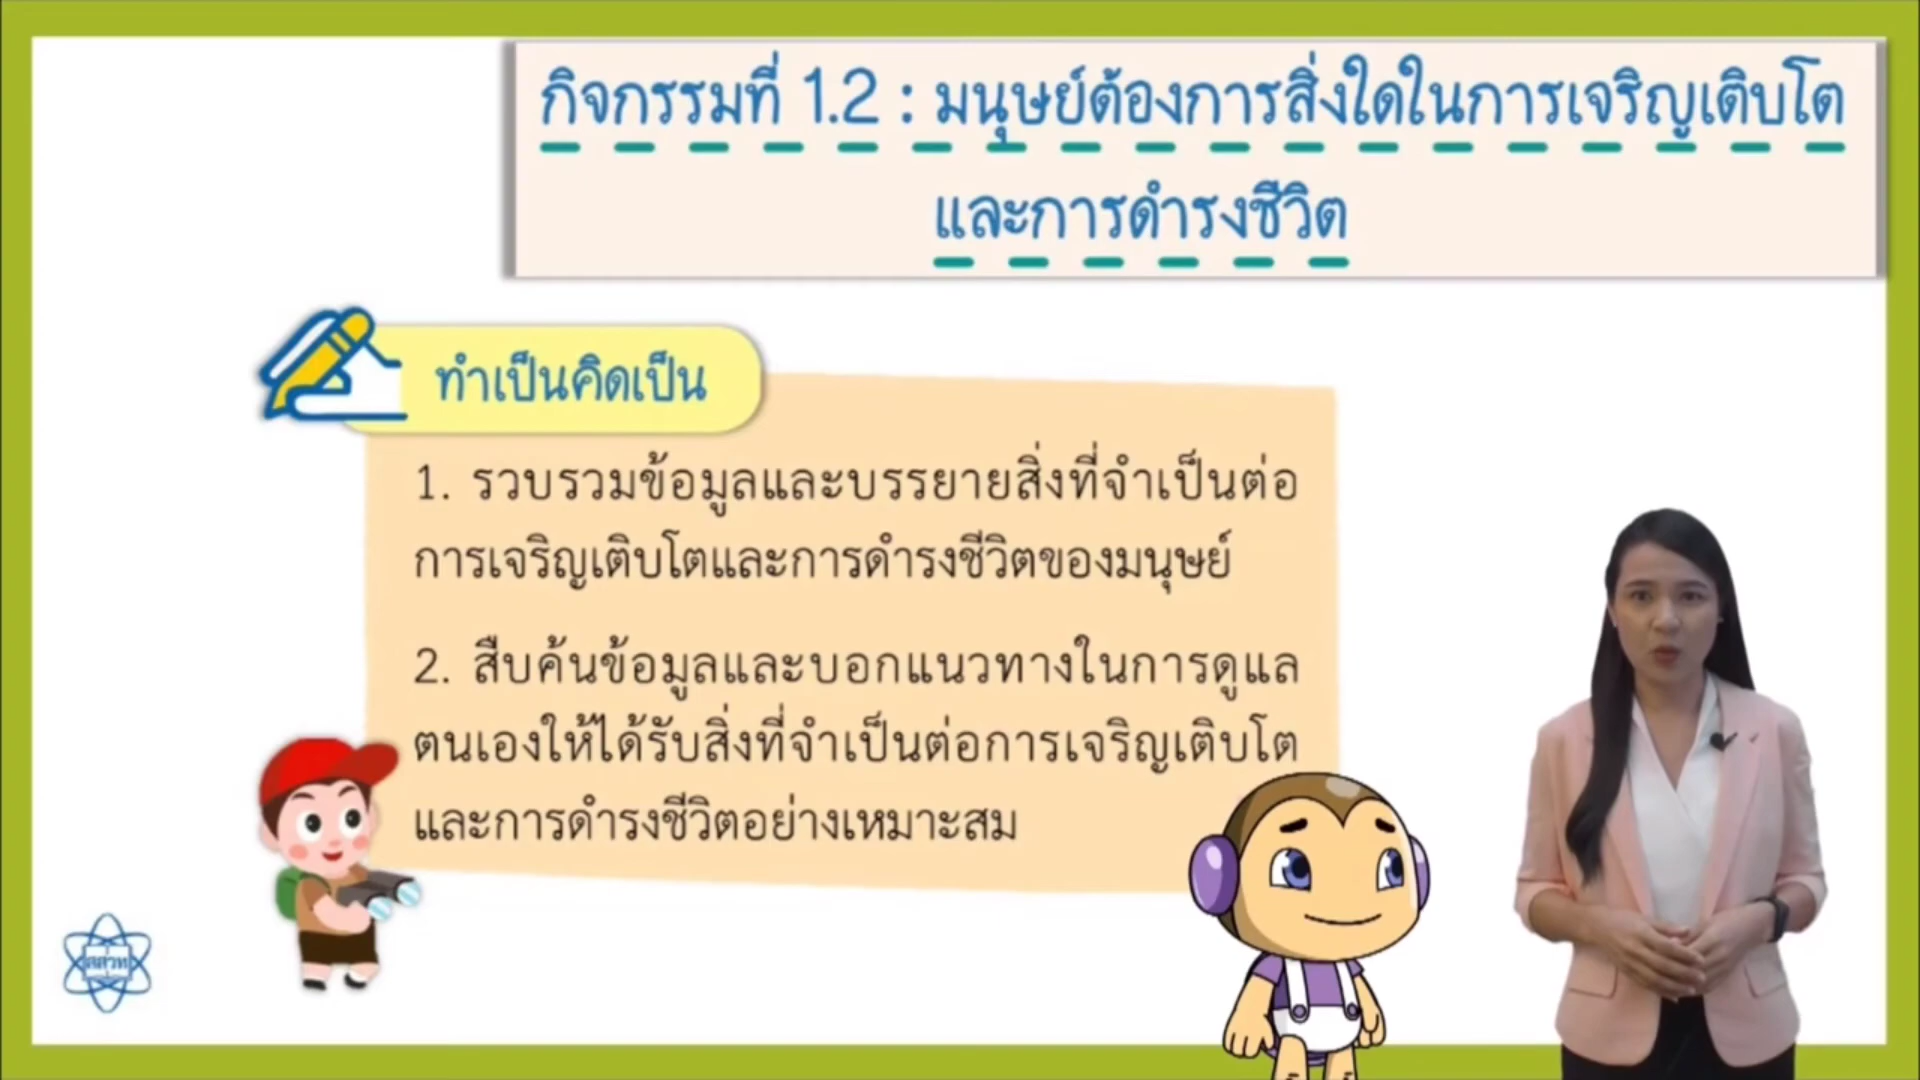 กิจกรรมที่ 1.2 : มนุษย์ต้องการสิ่งใดในการเจริญเติบโต
และการดำรงชีวิต
ทำเป็นคิดเป็น
1. รวบรวมข้อมูลและบรรยายสิ่งที่จำเป็นต่อ
การเจริญเติบโตและการดำรงชีวิตของมนุษย์
2. สืบค้นข้อมูลและบอกแนวทางในการดูแล
ตนเองให้ได้รับสิ่งที่จำเป็นต่อการเจริญเติบโต
และการดำรงชีวิตอย่างเหมาะสม
สสวท